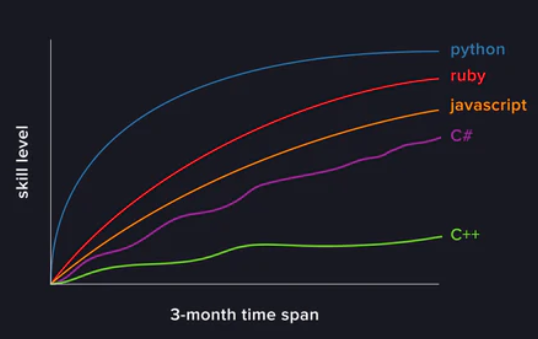 python
ruby
javascript
C#
C++
skill level
3-month time span